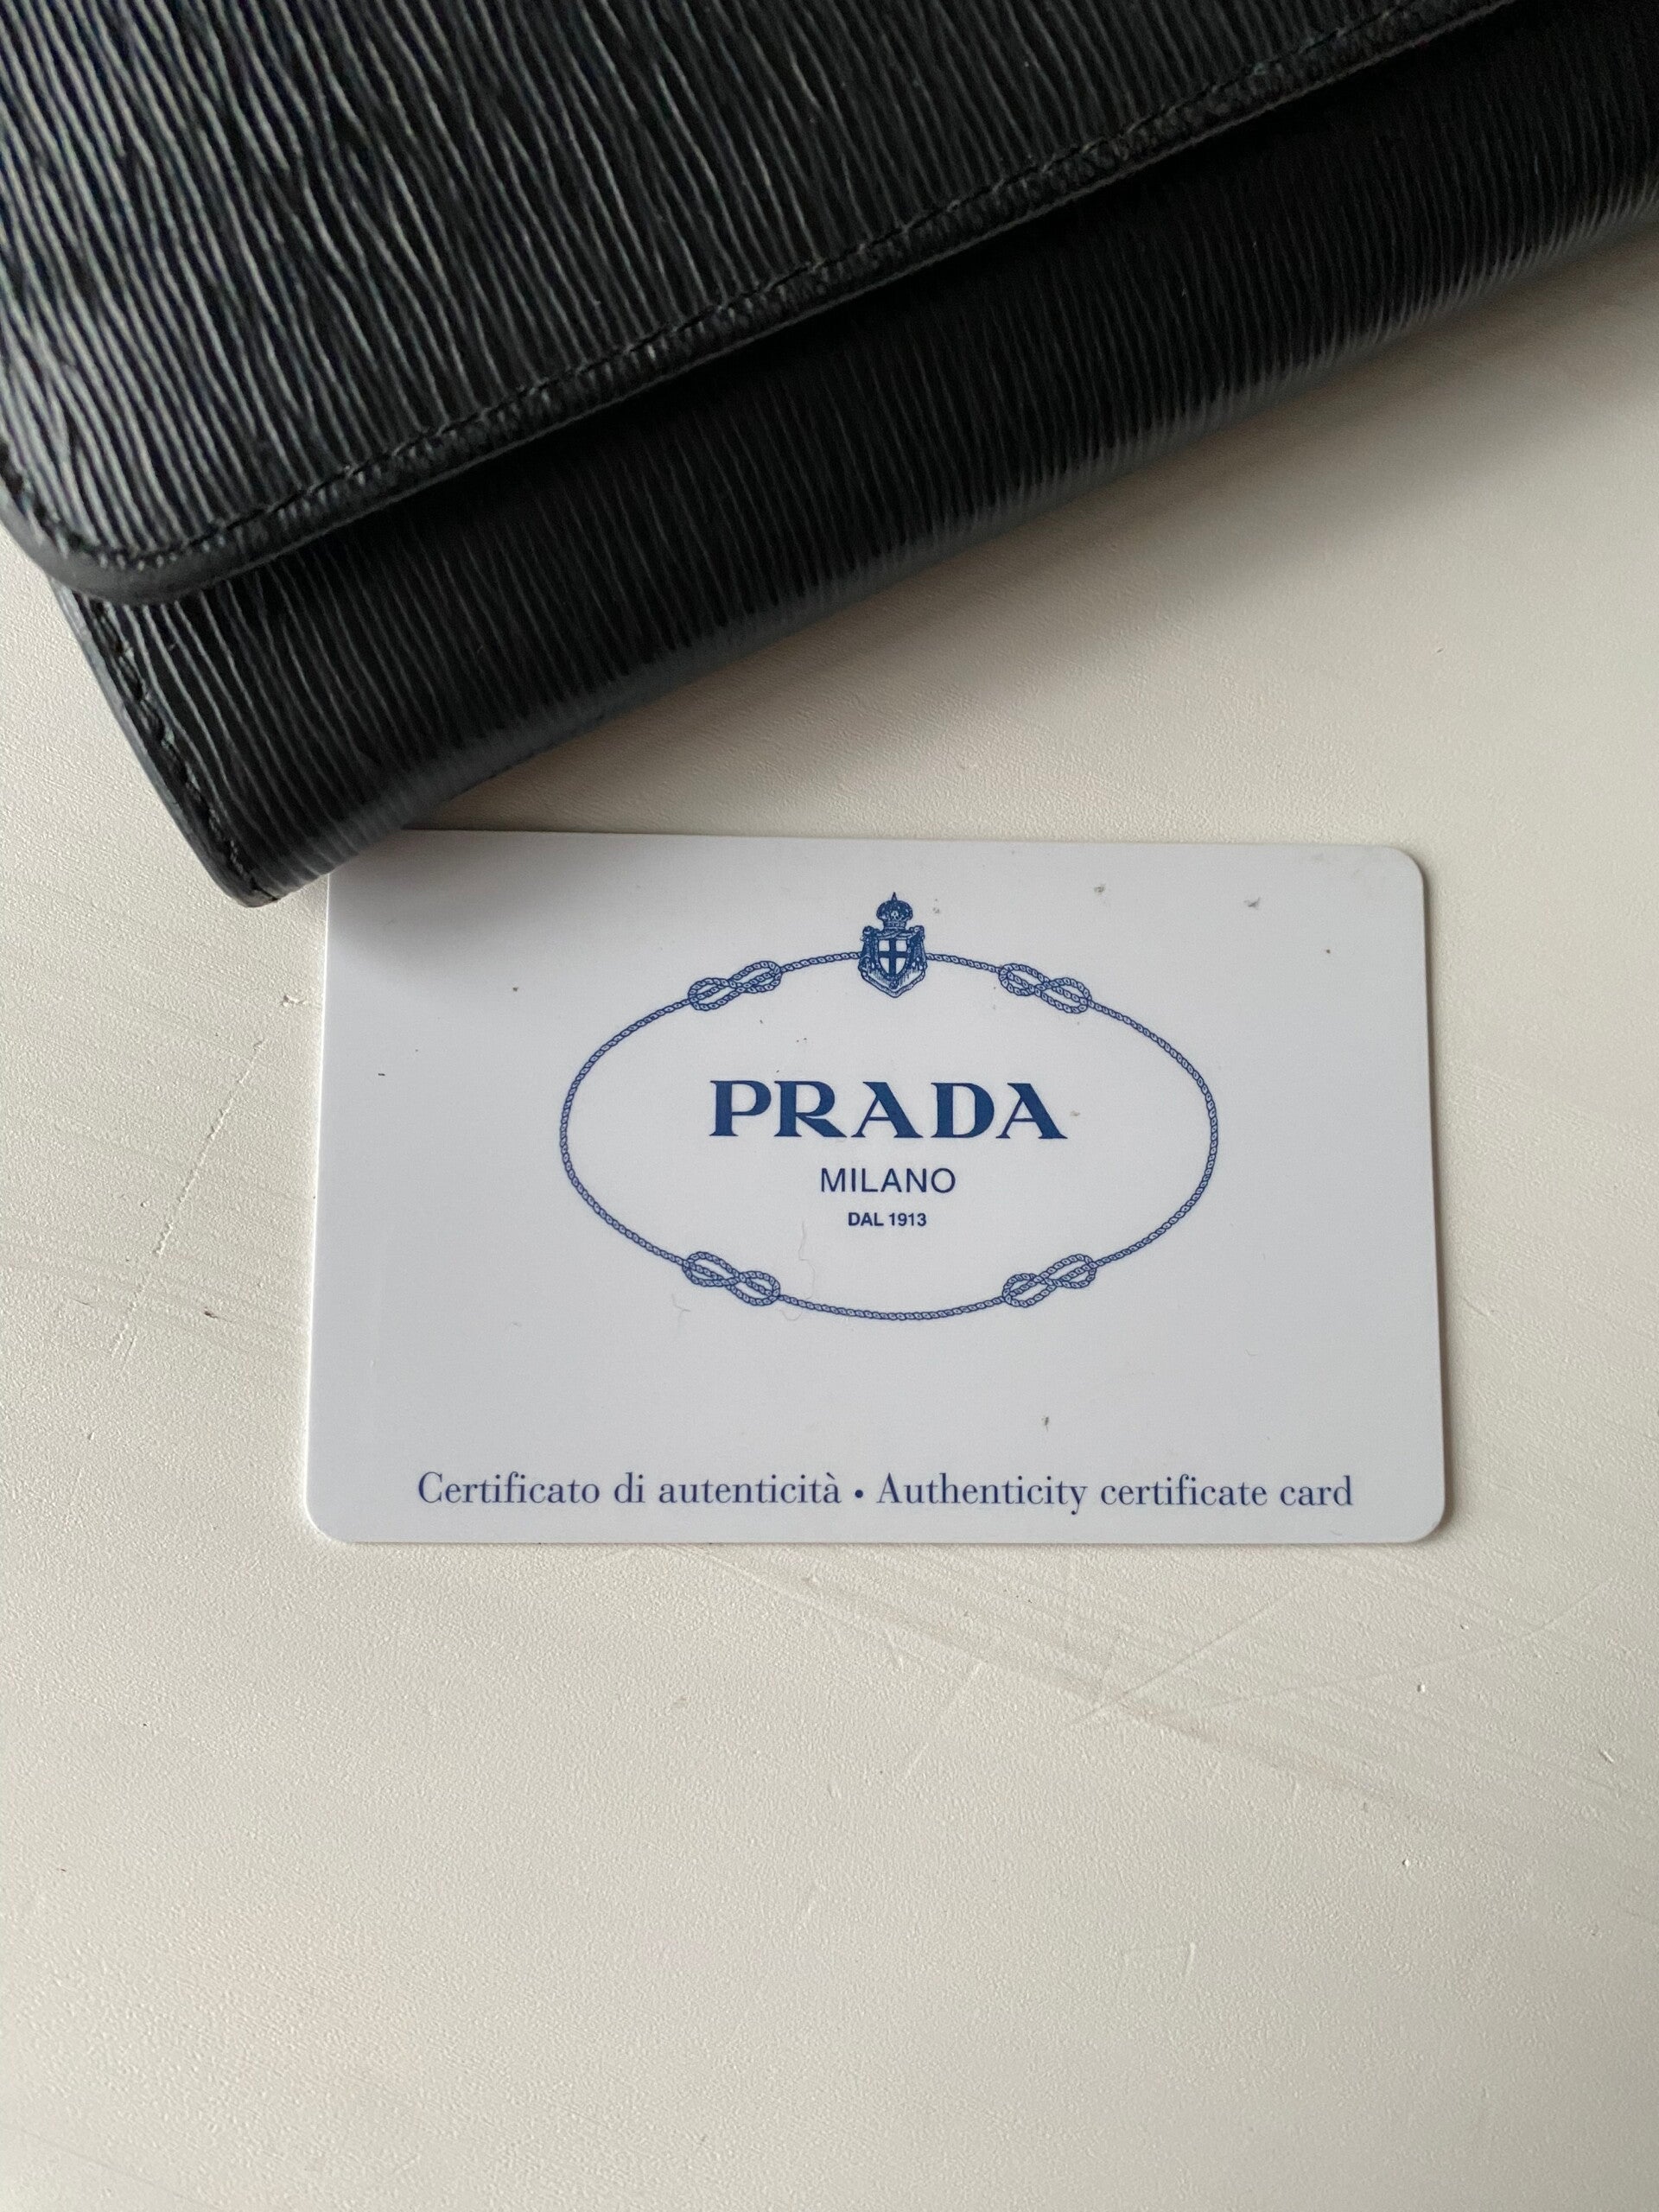 PRADA
MILANO
DAL 1913
Certificato di autenticità • Authenticity certificate card